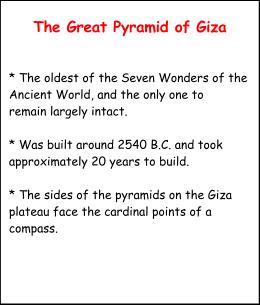 The Great Pyramid of Giza
* The oldest of the Seven Wonders of the
Ancient World, and the only one to
remain largely intact.
* Was built around 2540 B.C. and took
approximately 20 years to build.
* The sides of the pyramids on the Giza
plateau face the cardinal points of a
compass.